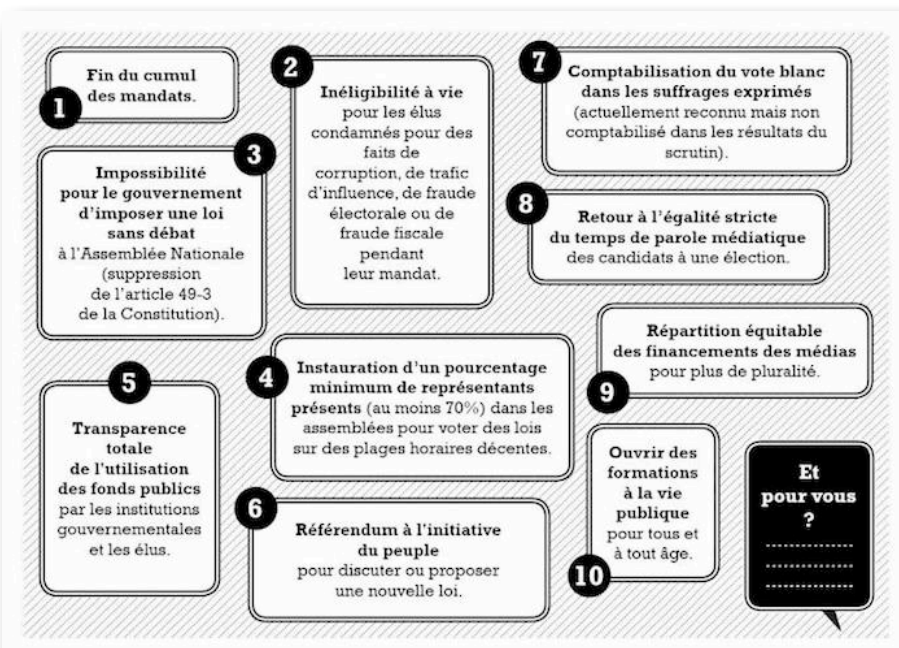 1
Fin du cumul
des mandats.
2
Inéligibilité à vie
pour les élus
condamnés pour des
faits de
corruption, de trafic
d'influence, de fraude
électorale ou de
fraude fiscale
pendant
leur mandat.
3
Impossibilité
pour le gouvernement
d'imposer une loi
sans débat
à l'Assemblée Nationale
(suppression
de l'article 49-3
de la Constitution).
4
Instauration d'un pourcentage
minimum de représentants
présents (au moins 70%) dans les
assemblées pour voter des lois
sur des plages horaires décentes.
5
Transparence
totale
de l'utilisation
des fonds publics
par les institutions
gouvernementales
et les élus.
6
Référendum à l'initiative
du peuple
pour discuter ou proposer
une nouvelle loi.
7
Comptabilisation du vote blanc
dans les suffrages exprimés
(actuellement reconnu mais non
comptabilisé dans les résultats du
scrutin).
8
Retour à l'égalité stricte
du temps de parole médiatique
des candidats à une élection.
9
Répartition équitable
des financements des médias
pour plus de pluralité.
10
Ouvrir des
formations
à la vie
publique
pour tous et
à tout âge.
Et
pour vous
?